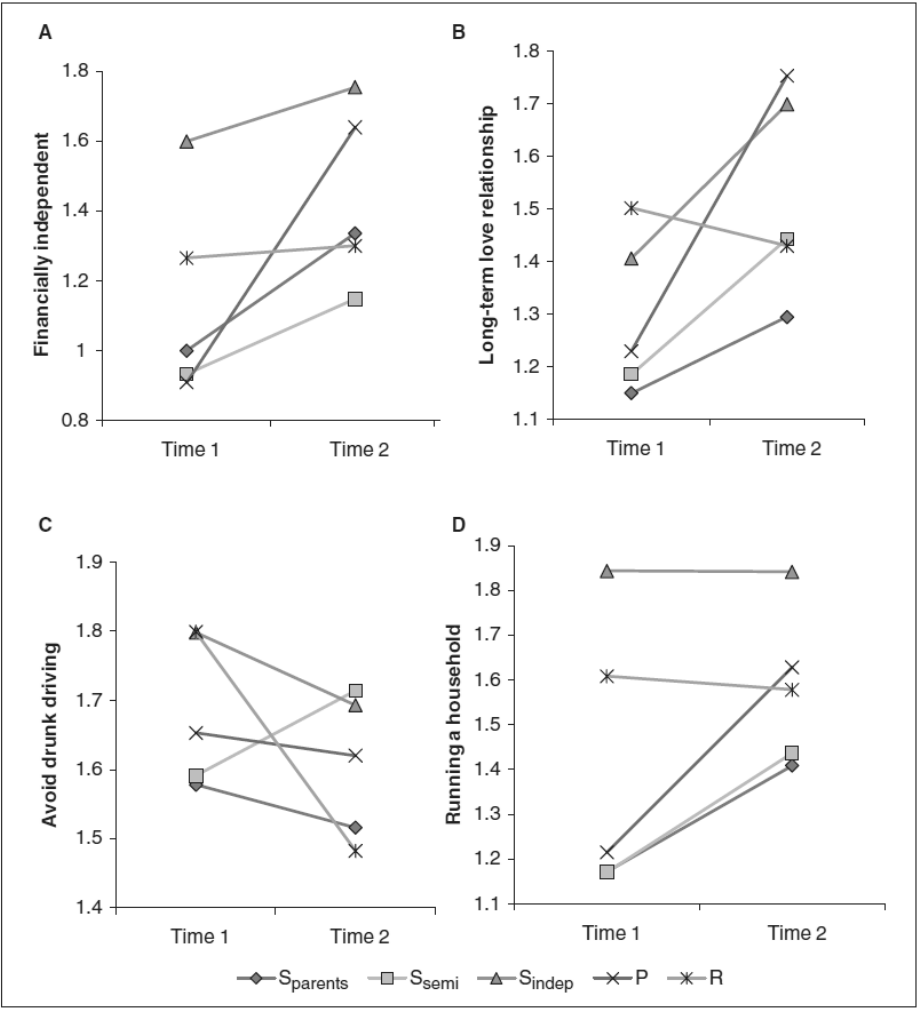 A
Financially independent
1.8
1.6
1.4
1.2
1
0.8
Time 1
Time 2
B
Long-term love relationship
1.8
1.7
1.6
1.5
1.4
1.3
1.2
1.1
Time 1
Time 2
C
Avoid drunk driving
1.9
1.8
1.7
1.6
1.5
1.4
Time 1
Time 2
D
Running a household
1.9
1.8
1.7
1.6
1.5
1.4
1.3
1.2
1.1
Time 1
Time 2
Sparents Ssemi Sindep P R